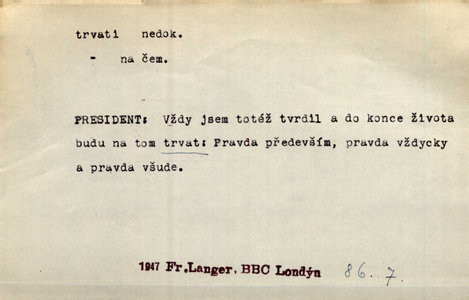 trvati nedok.
- na čem.
PRESIDENT: Vždy jsem totéž tvrdil a do konce života
budu na tom trvat: Pravda především, pravda vždycky
a pravda všude.
1947 Fr.Langer, BBC Londýn 86..7.